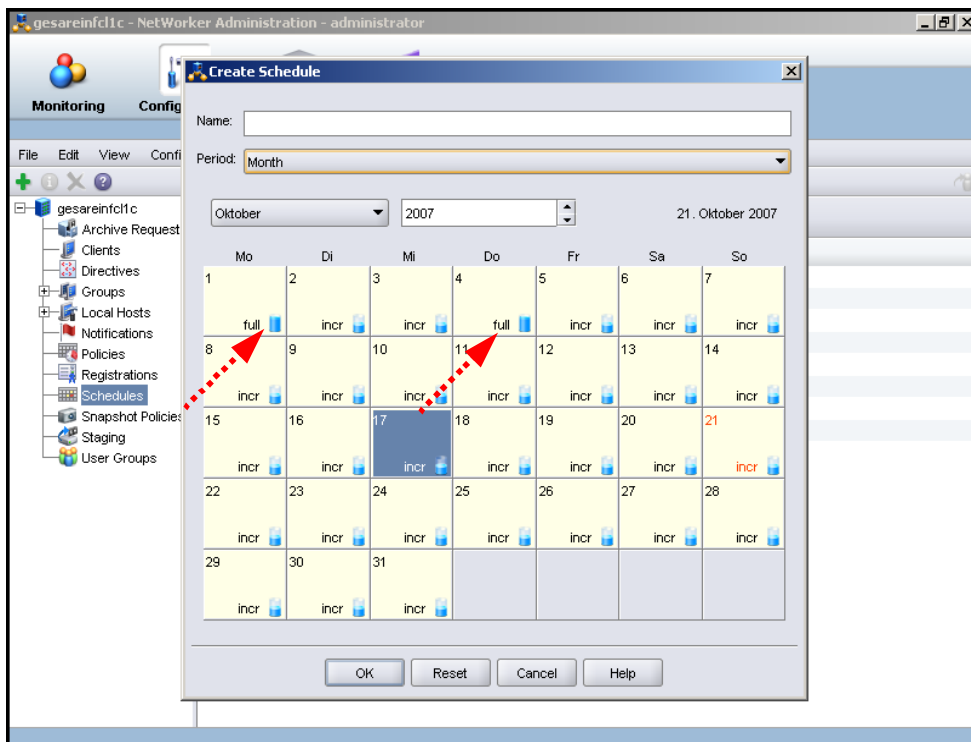 gesareinfcl1c - NetWorker Administration - administrator
Monitoring
Config
File Edit View Confi
gesareinfcl1c
Archive Request
Clients
Directives
Groups
Local Hosts
Notifications
Policies
Registrations
Schedules
Snapshot Policies
Staging
User Groups
Create Schedule
Name:
Period: Month
Oktober 2007 21. Oktober 2007
Mo Di Mi Do Fr Sa So
1 2 3 4 5 6 7
full incr incr full incr incr incr
8 9 10 11 12 13 14
incr incr incr incr incr incr incr
15 16 17 18 19 20 21
incr incr incr incr incr incr incr
22 23 24 25 26 27 28
incr incr incr incr incr incr incr
29 30 31
incr incr incr
OK Reset Cancel Help